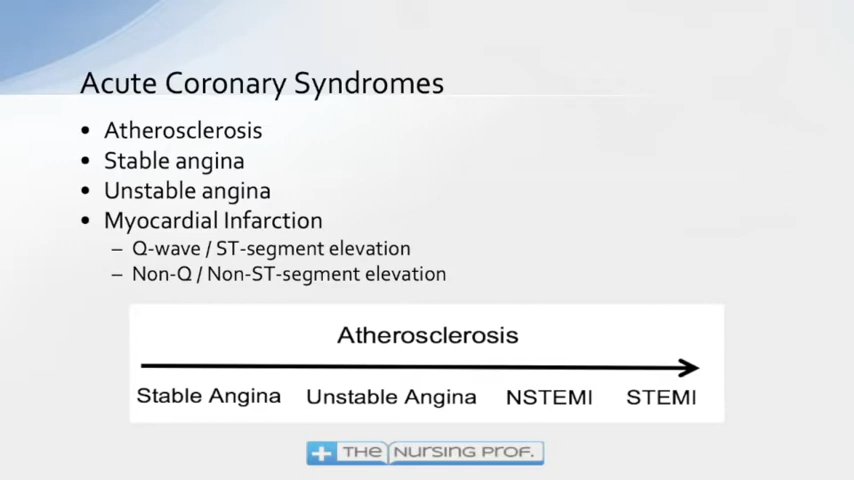 Acute Coronary Syndromes
• Atherosclerosis
• Stable angina
• Unstable angina
• Myocardial Infarction
– Q-wave / ST-segment elevation
– Non-Q / Non-ST-segment elevation
Atherosclerosis
Stable Angina Unstable Angina NSTEMI STEMI
THE NURSING PROF.